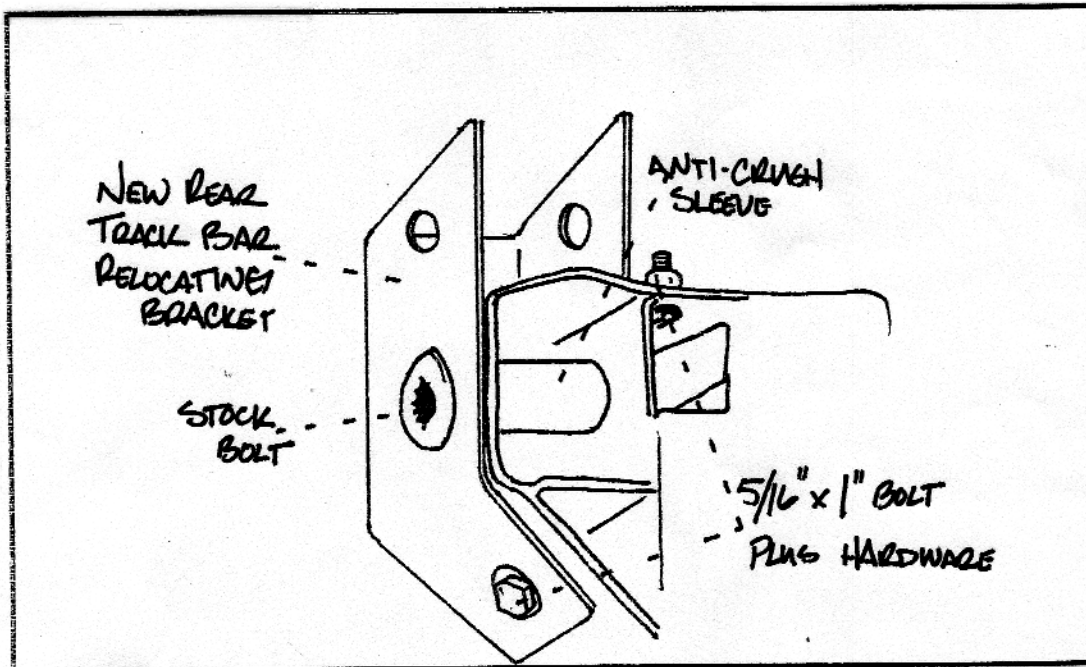 NEW REAR
TRACK BAR
RELOCATING
BRACKET
STOCK
BOLT
ANTI-CRUSH
SLEEVE
5/16" x 1" BOLT
PLUS HARDWARE